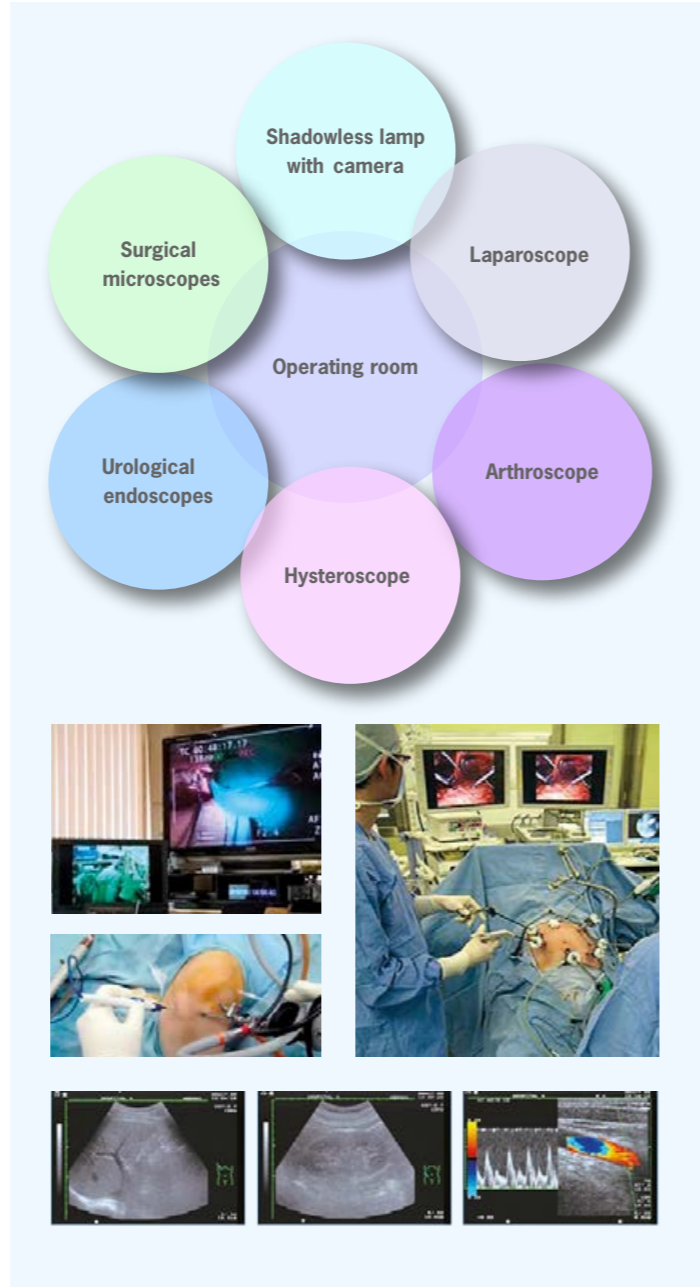 Shadowless lamp
with camera
Surgical
microscopes
Laparoscope
Operating room
Urological
endoscopes
Arthroscope
Hysteroscope